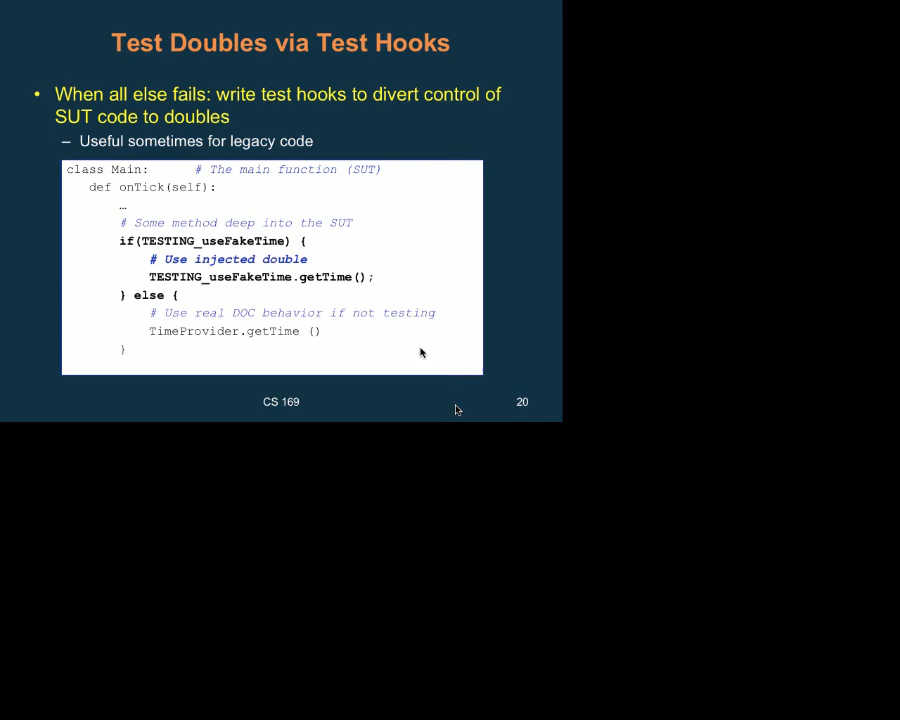 Test Doubles via Test Hooks
• When all else fails: write test hooks to divert control of
SUT code to doubles
– Useful sometimes for legacy code
class Main: # The main function (SUT)
def onTick(self):
…
# Some method deep into the SUT
if(TESTING_useFakeTime) {
# Use injected double
TESTING_useFakeTime.getTime();
} else {
# Use real DOC behavior if not testing
TimeProvider.getTime ()
}
CS 169
20